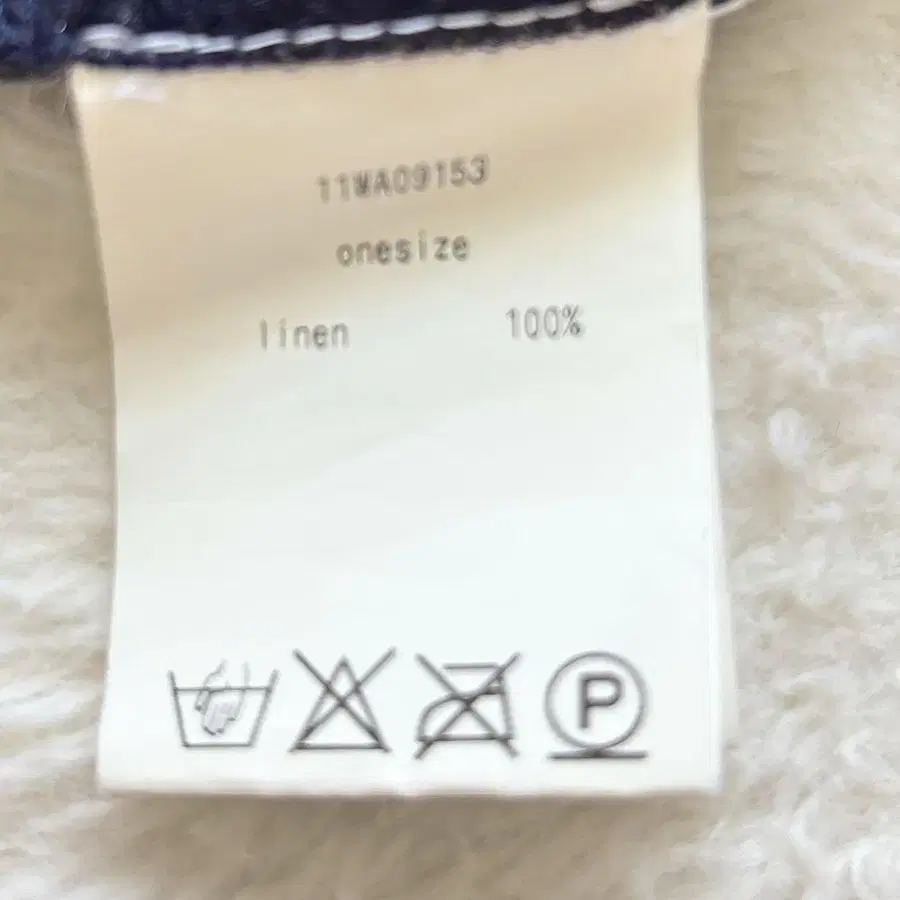 11WA09153
onesize
linen 100%
P